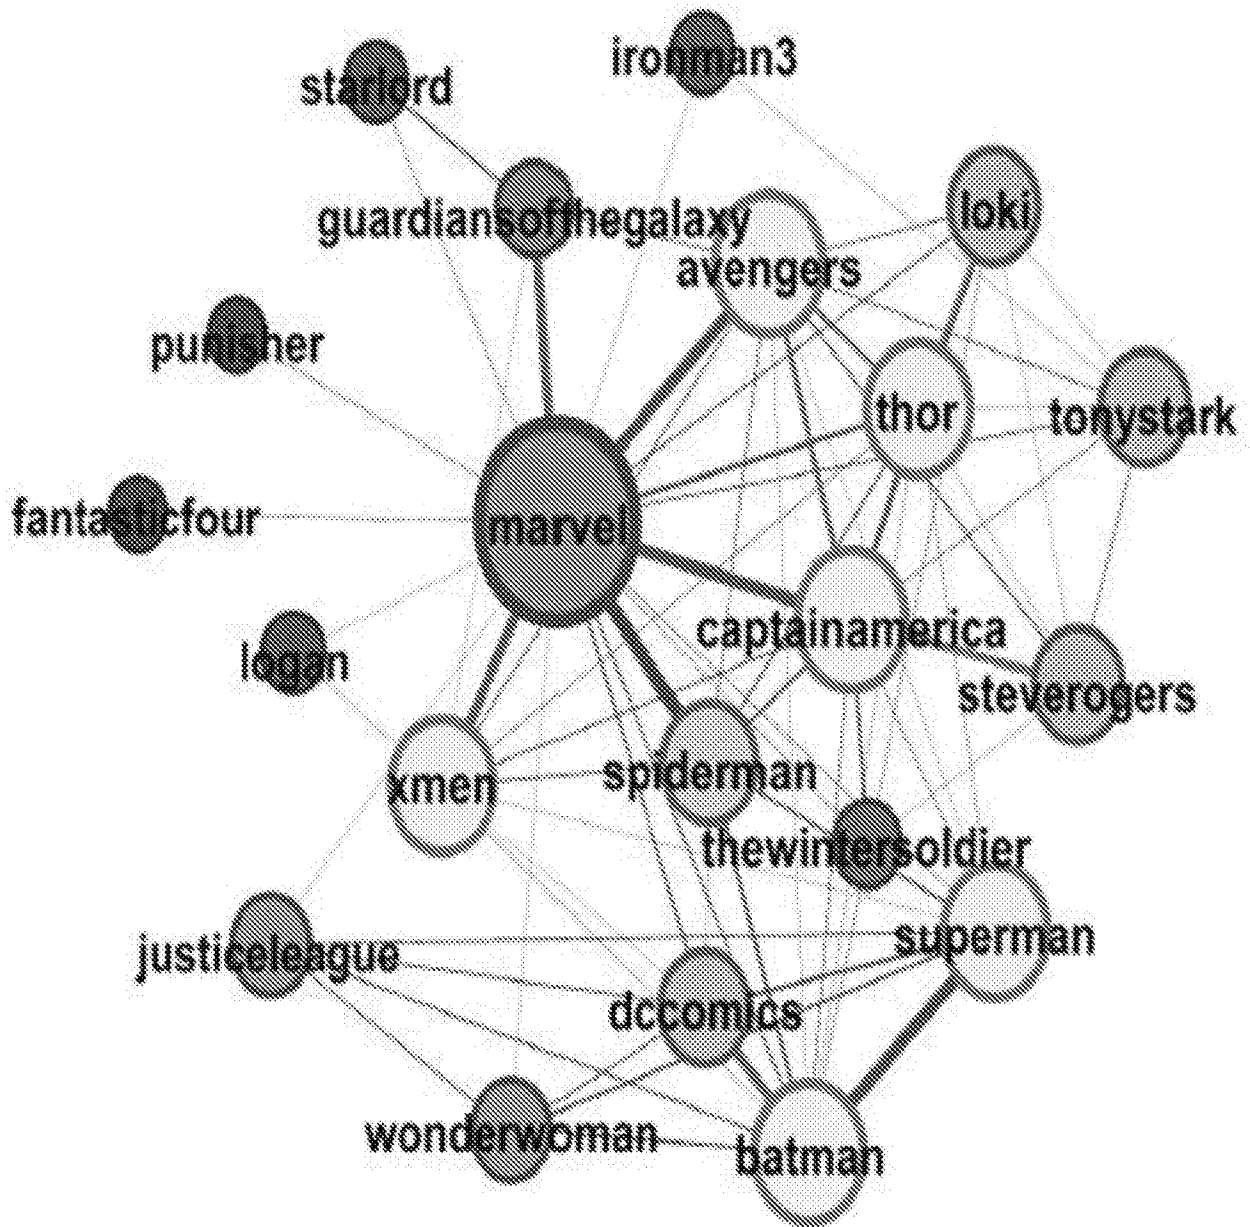 ironman3
starlord
loki
guardiansofthegalaxy
avengers
punisher
thor
tonystark
fantasticfour
marvel
captainamerica
logan
steverogers
xmen
spiderman
thewintersoldier
superman
justiceleague
dccomics
wonderwoman
batman